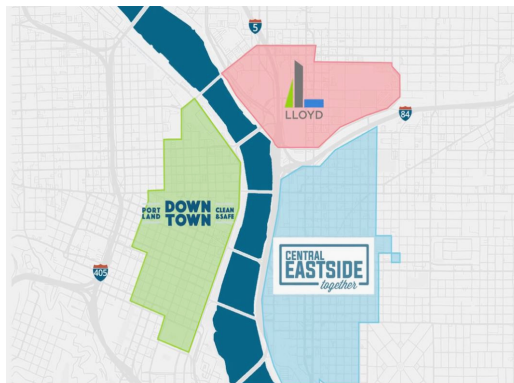 5
LLOYD
84
PORT LAND DOWN TOWN CLEAN & SAFE
CENTRAL
EASTSIDE
together
405